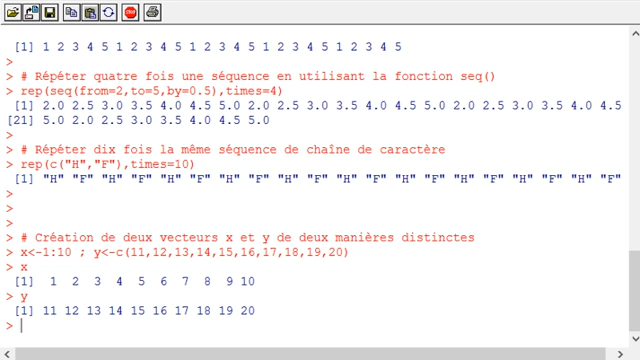 [1] 1 2 3 4 5 1 2 3 4 5 1 2 3 4 5 1 2 3 4 5 1 2 3 4 5
>
> # Répéter quatre fois une séquence en utilisant la fonction seq()
> rep(seq(from=2,to=5,by=0.5),times=4)
[1] 2.0 2.5 3.0 3.5 4.0 4.5 5.0 2.0 2.5 3.0 3.5 4.0 4.5 5.0 2.0 2.5 3.0 3.5 4.0 4.5
[21] 5.0 2.0 2.5 3.0 3.5 4.0 4.5 5.0
>
> # Répéter dix fois la même séquence de chaîne de caractère
> rep(c("H","F"),times=10)
[1] "H" "F" "H" "F" "H" "F" "H" "F" "H" "F" "H" "F" "H" "F" "H" "F" "H" "F" "H" "F"
>
>
>
> # Création de deux vecteurs x et y de deux manières distinctes
> x<-1:10 ; y<-c(11,12,13,14,15,16,17,18,19,20)
> x
[1] 1 2 3 4 5 6 7 8 9 10
> y
[1] 11 12 13 14 15 16 17 18 19 20
>